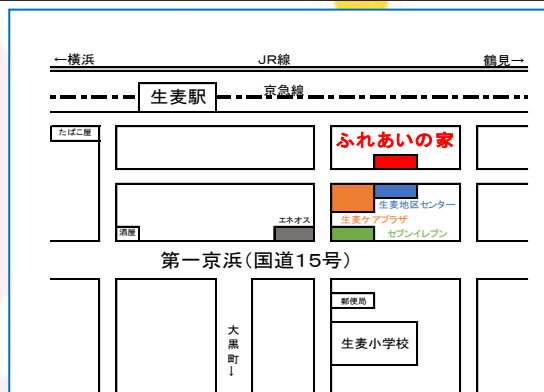 ←横浜
JR線
鶴見→
京急線
生麦駅
たばこ屋
ふれあいの家
生麦地区センター
エネオス
生麦ケアプラザ
酒屋
セブンイレブン
第一京浜(国道15号)
郵便局
大黒町↓
生麦小学校